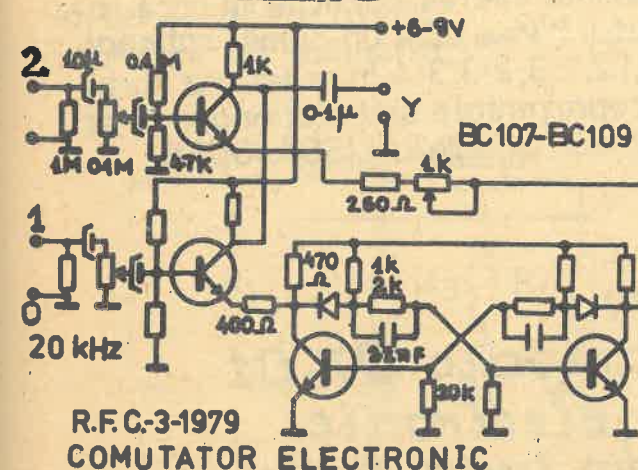 +6-9V
2
10µ
0.1M
1K
0.1µ
Y
BC107-BC109
1M
0.1M
47K
1k
260Ω
1
470
Ω
1k
2k
460Ω
22nF
0
20 kHz
20k
R.F.C.-3-1979
COMUTATOR ELECTRONIC